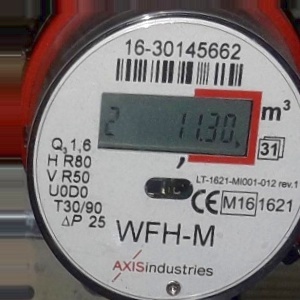 16-30145662
2 11.30
m³
31
Q₃ 1,6
H R80
V R50
U0D0
T30/90
ΔP 25
LT-1621-MI001-012 rev.1
CE M16 1621
WFH-M
AXISindustries